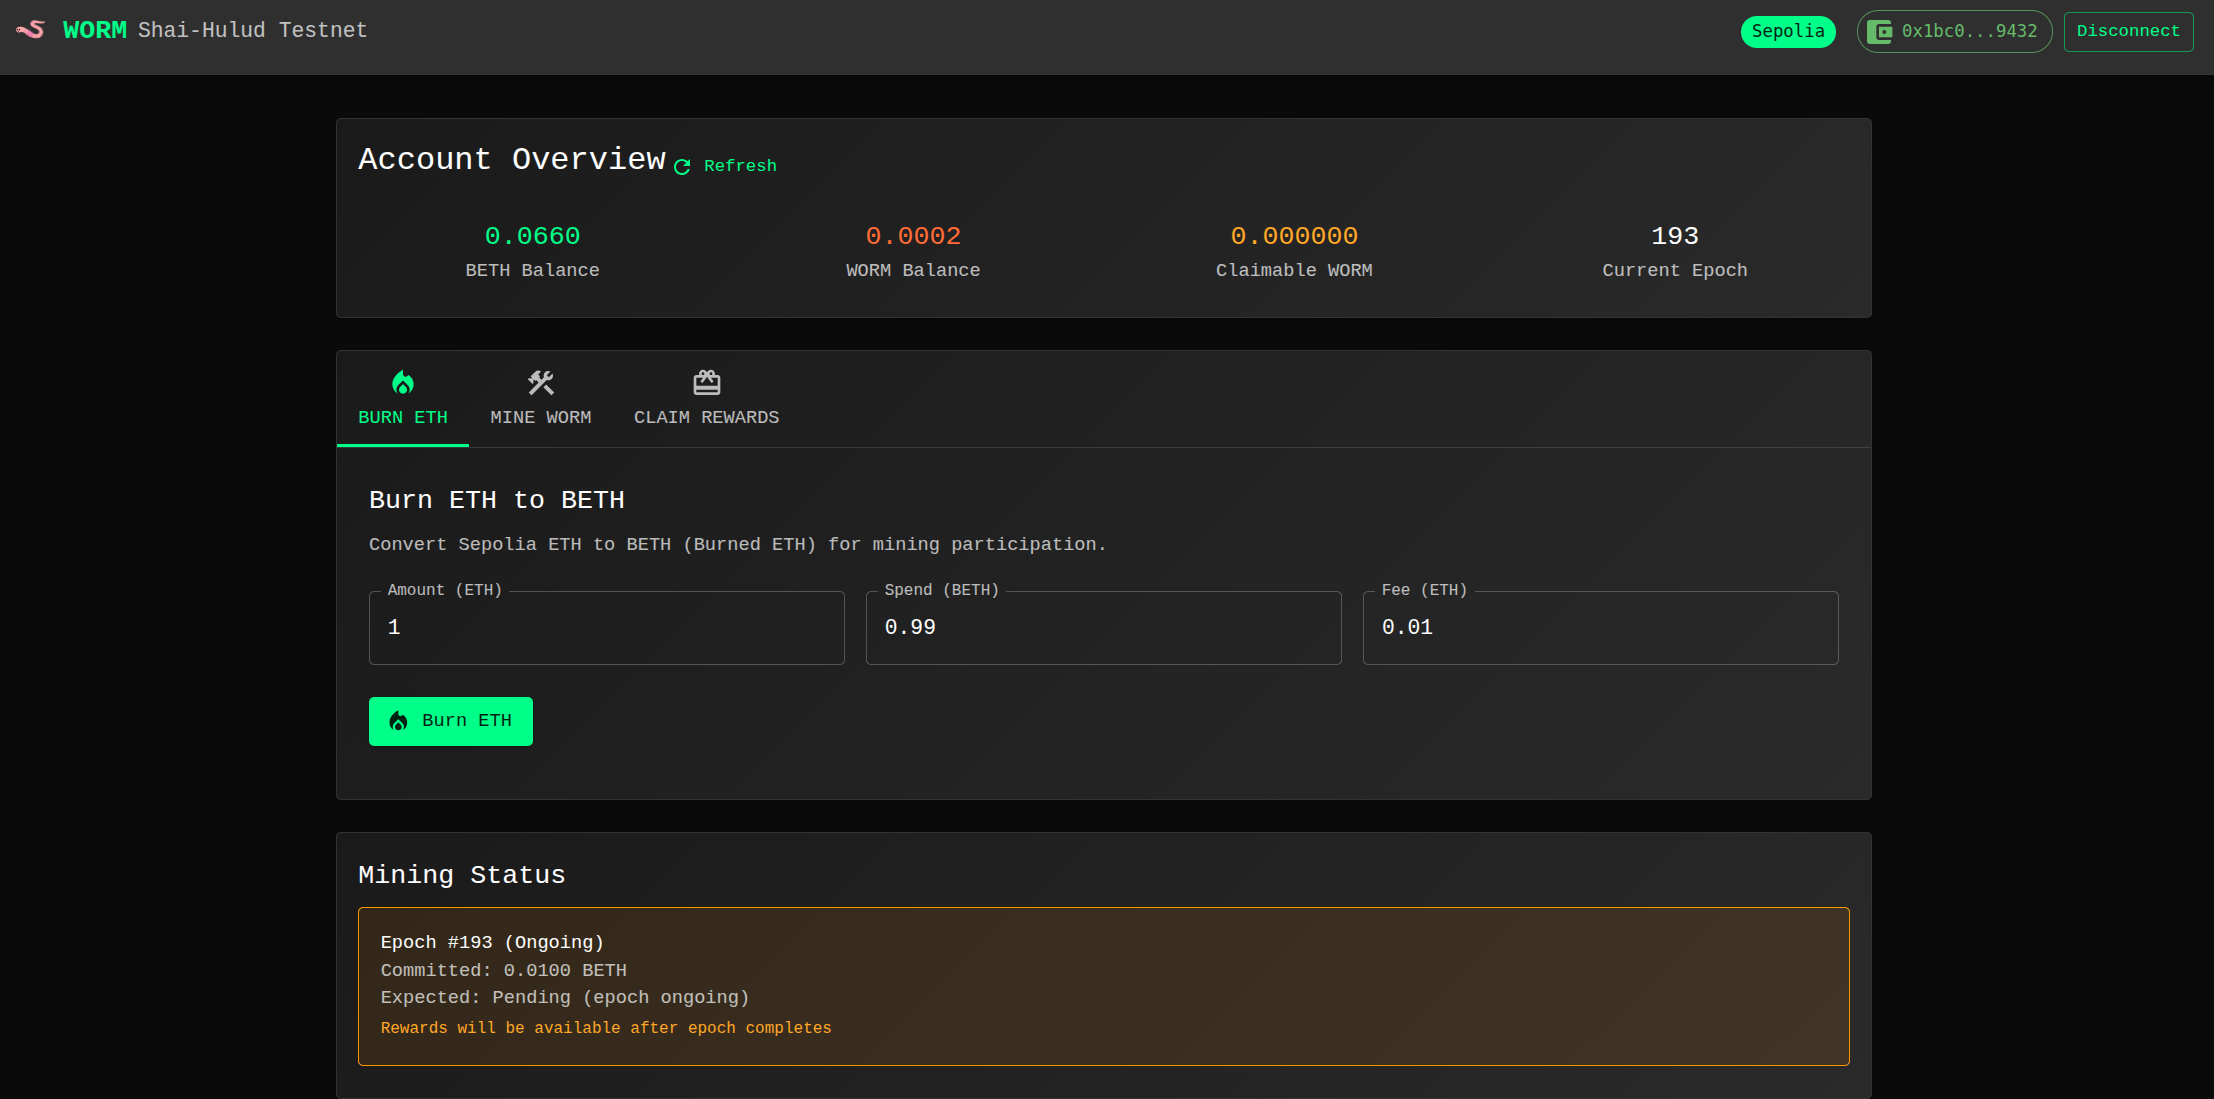 WORM Shai-Hulud Testnet
Sepolia
0x1bc0...9432
Disconnect
Account Overview
Refresh
0.0660
BETH Balance
0.0002
WORM Balance
0.000000
Claimable WORM
193
Current Epoch
BURN ETH
MINE WORM
CLAIM REWARDS
Burn ETH to BETH
Convert Sepolia ETH to BETH (Burned ETH) for mining participation.
Amount (ETH)
1
Spend (BETH)
0.99
Fee (ETH)
0.01
Burn ETH
Mining Status
Epoch #193 (Ongoing)
Committed: 0.0100 BETH
Expected: Pending (epoch ongoing)
Rewards will be available after epoch completes